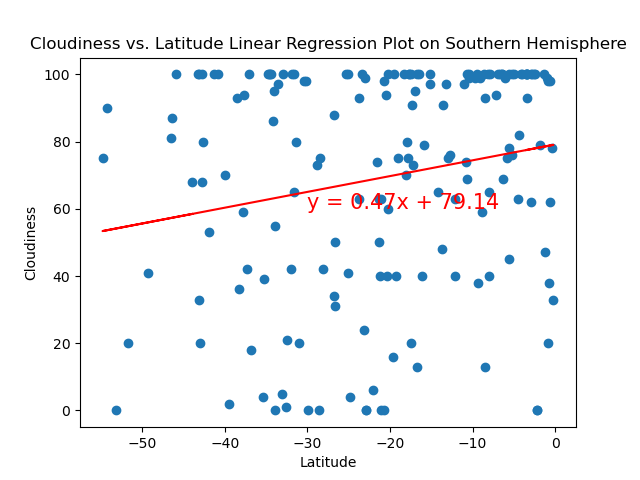 Cloudiness vs. Latitude Linear Regression Plot on Southern Hemisphere
100
80
60
40
20
0
Cloudiness
y = 0.47x + 79.14
−50 −40 −30 −20 −10 0
Latitude